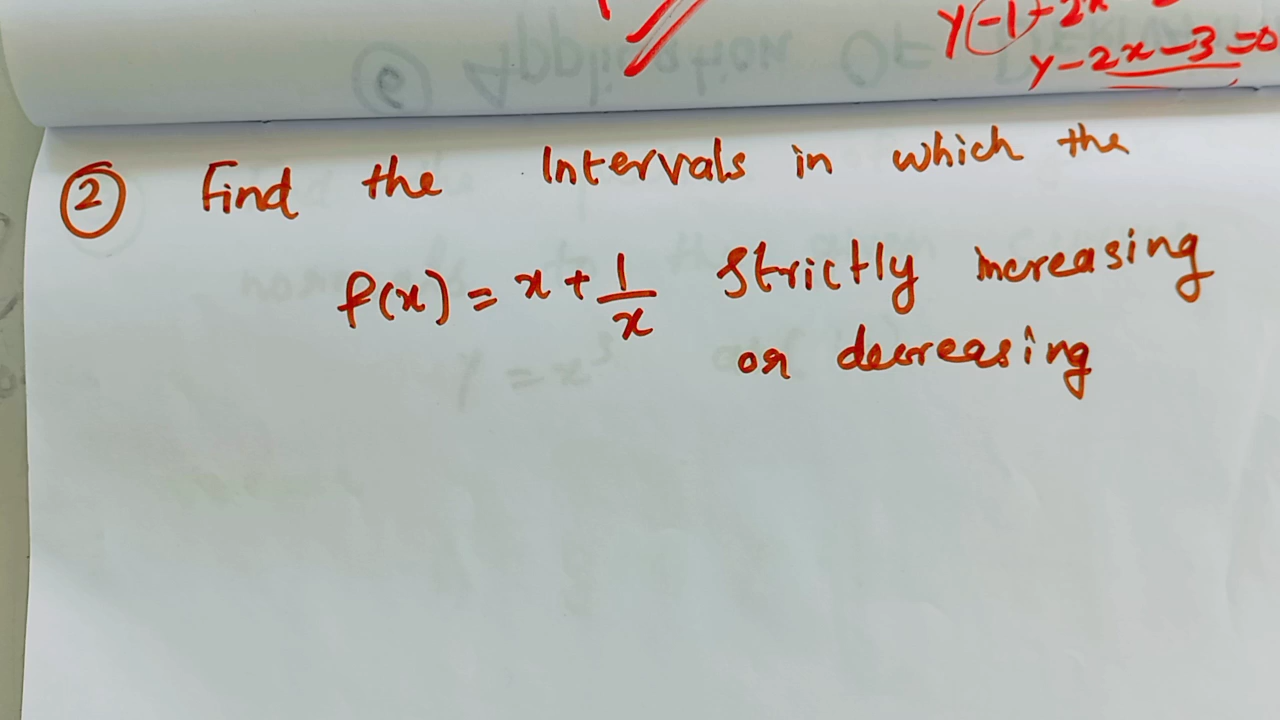 y-2x-3=0
② Find the Intervals in which the
f(x) = x + 1/x Strictly increasing
or decreasing